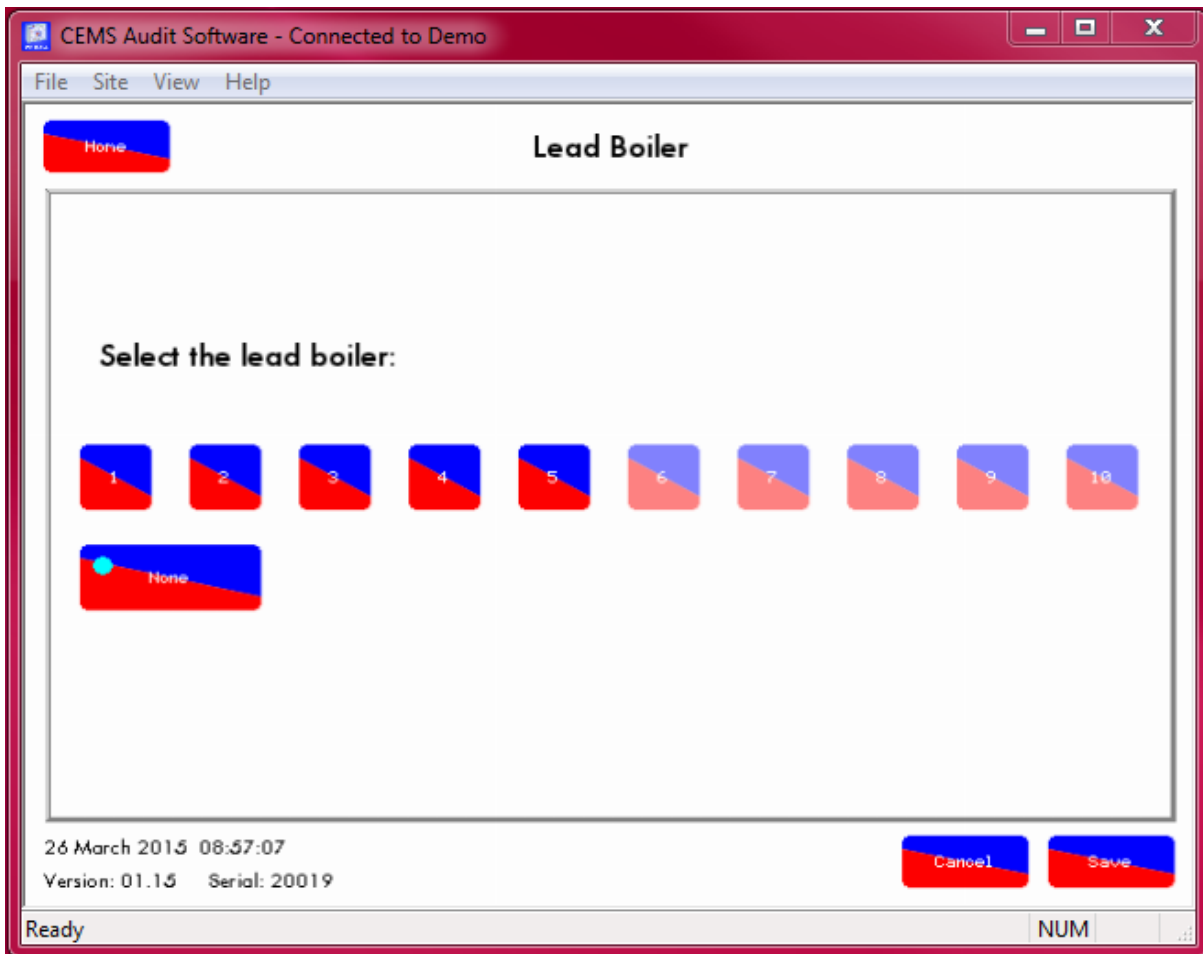 CEMS Audit Software - Connected to Demo
File Site View Help
Home
Lead Boiler
Select the lead boiler:
1 2 3 4 5 6 7 8 9 10
None
26 March 2015 08:57:07
Version: 01.15 Serial: 20019
Cancel Save
Ready NUM